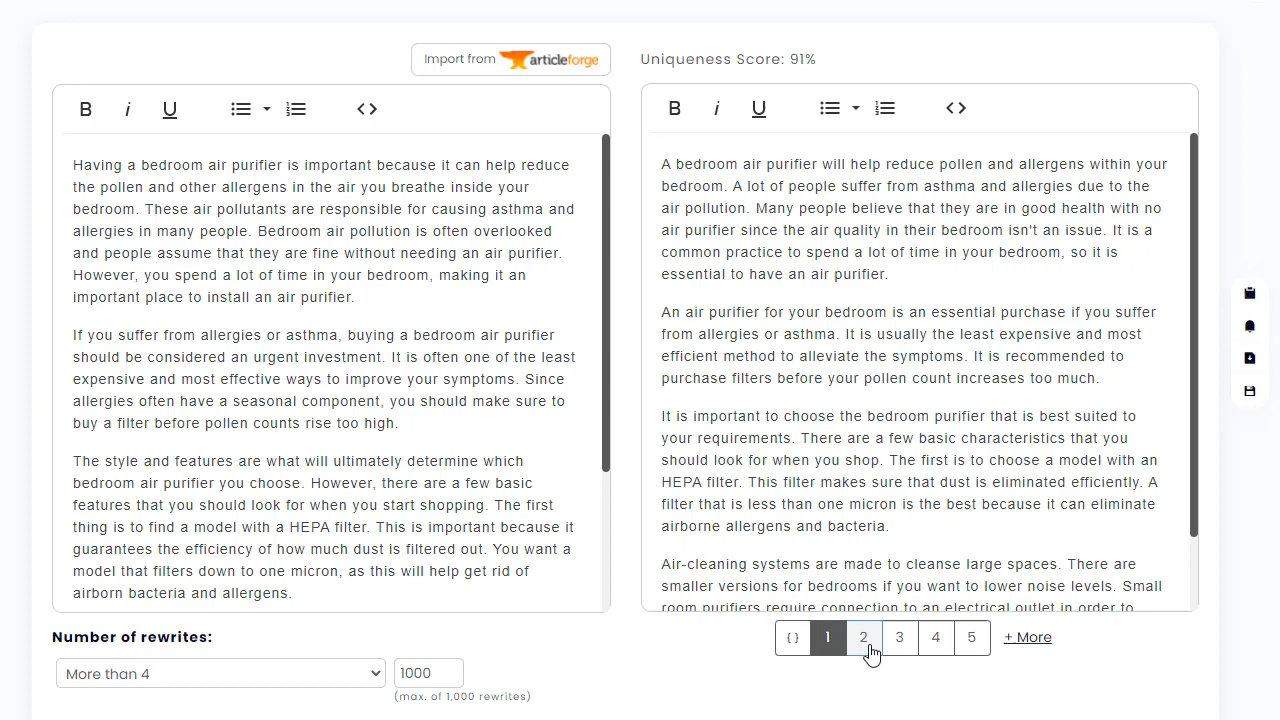 Import from articleforge
Having a bedroom air purifier is important because it can help reduce
the pollen and other allergens in the air you breathe inside your
bedroom. These air pollutants are responsible for causing asthma and
allergies in many people. Bedroom air pollution is often overlooked
and people assume that they are fine without needing an air purifier.
However, you spend a lot of time in your bedroom, making it an
important place to install an air purifier.
If you suffer from allergies or asthma, buying a bedroom air purifier
should be considered an urgent investment. It is often one of the least
expensive and most effective ways to improve your symptoms. Since
allergies often have a seasonal component, you should make sure to
buy a filter before pollen counts rise too high.
The style and features are what will ultimately determine which
bedroom air purifier you choose. However, there are a few basic
features that you should look for when you start shopping. The first
thing is to find a model with a HEPA filter. This is important because it
guarantees the efficiency of how much dust is filtered out. You want a
model that filters down to one micron, as this will help get rid of
airborn bacteria and allergens.
Number of rewrites:
More than 4
1000
(max. of 1,000 rewrites)
Uniqueness Score: 91%
A bedroom air purifier will help reduce pollen and allergens within your
bedroom. A lot of people suffer from asthma and allergies due to the
air pollution. Many people believe that they are in good health with no
air purifier since the air quality in their bedroom isn't an issue. It is a
common practice to spend a lot of time in your bedroom, so it is
essential to have an air purifier.
An air purifier for your bedroom is an essential purchase if you suffer
from allergies or asthma. It is usually the least expensive and most
efficient method to alleviate the symptoms. It is recommended to
purchase filters before your pollen count increases too much.
It is important to choose the bedroom purifier that is best suited to
your requirements. There are a few basic characteristics that you
should look for when you shop. The first is to choose a model with an
HEPA filter. This filter makes sure that dust is eliminated efficiently. A
filter that is less than one micron is the best because it can eliminate
airborne allergens and bacteria.
Air-cleaning systems are made to cleanse large spaces. There are
smaller versions for bedrooms if you want to lower noise levels. Small
room purifiers require connection to an electrical outlet in order to
{ } 1 2 3 4 5 + More